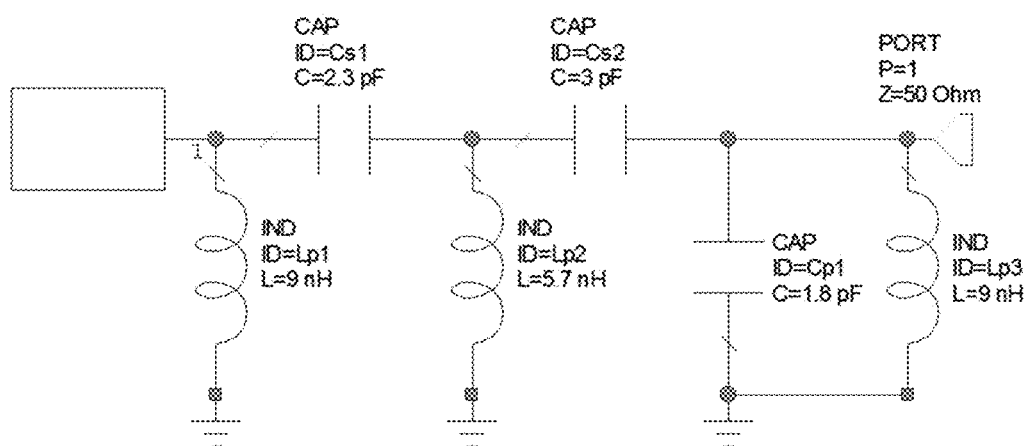 CAP
ID=Cs1
C=2.3 pF
CAP
ID=Cs2
C=3 pF
PORT
P=1
Z=50 Ohm
1
IND
ID=Lp1
L=9 nH
IND
ID=Lp2
L=5.7 nH
CAP
ID=Cp1
C=1.8 pF
IND
ID=Lp3
L=9 nH